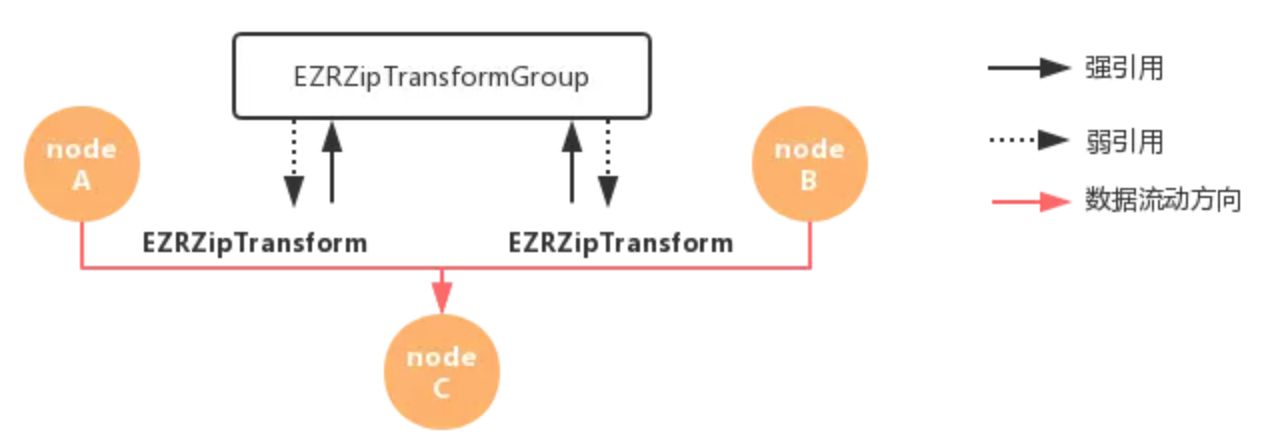 EZRZipTransformGroup
node
A
node
B
EZRZipTransform
EZRZipTransform
node
C
强引用
弱引用
数据流动方向